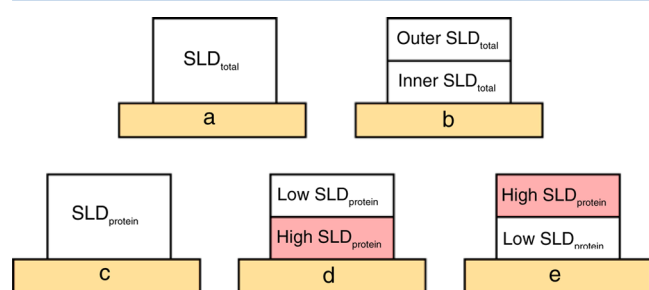 SLDtotal
a
Outer SLDtotal
Inner SLDtotal
b
SLDprotein
c
Low SLDprotein
High SLDprotein
d
High SLDprotein
Low SLDprotein
e